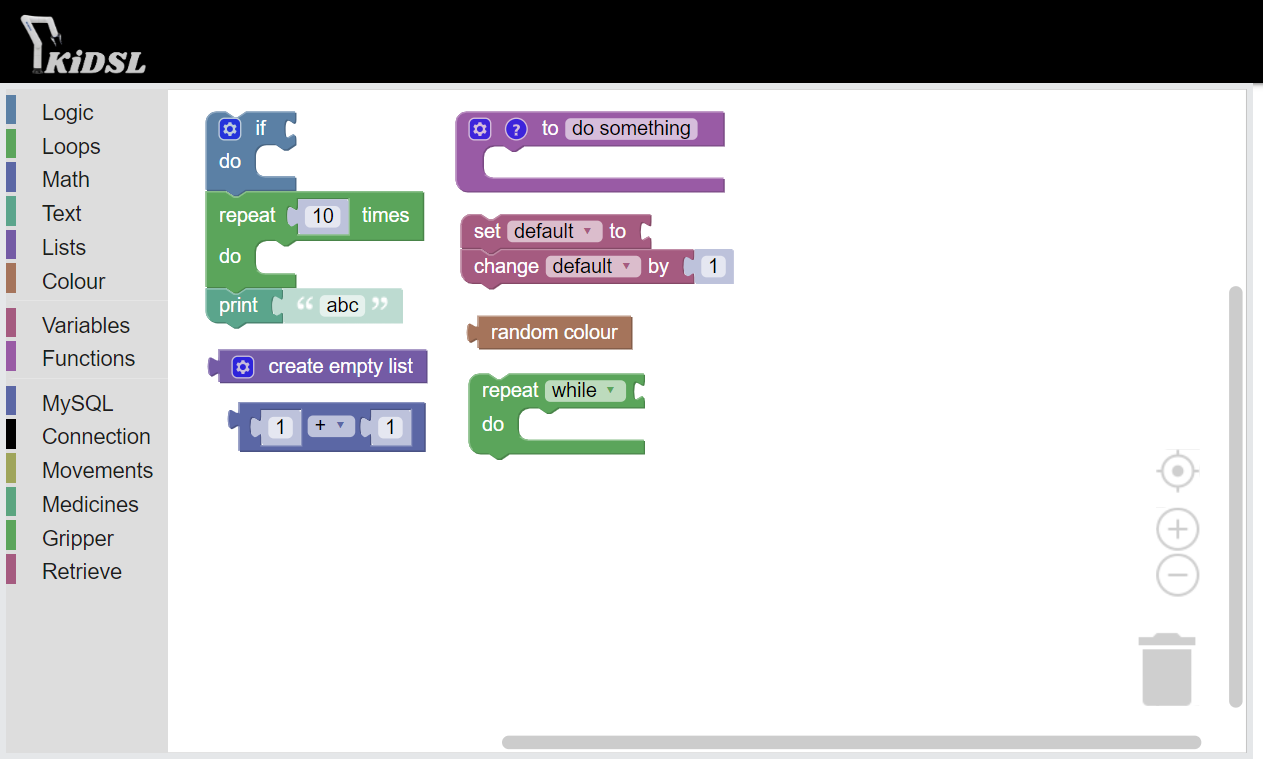 KiDSL
Logic
Loops
Math
Text
Lists
Colour
Variables
Functions
MySQL
Connection
Movements
Medicines
Gripper
Retrieve
if
do
repeat 10 times
do
print “ abc ”
create empty list
1 + 1
? to do something
set default to
change default by 1
random colour
repeat while
do